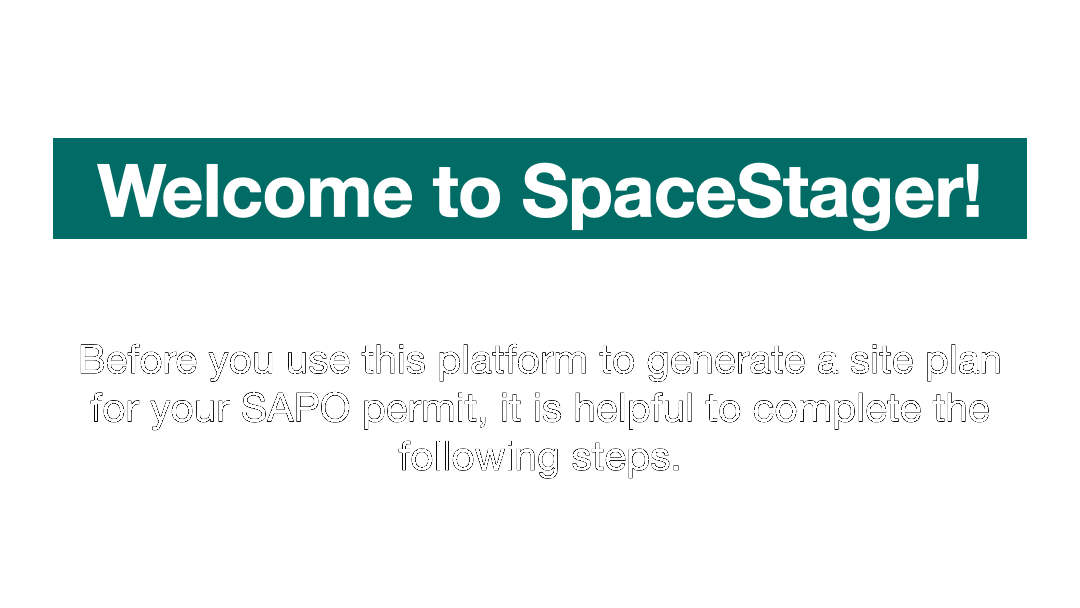 Welcome to SpaceStager!
Before you use this platform to generate a site plan
for your SAPO permit, it is helpful to complete the
following steps.